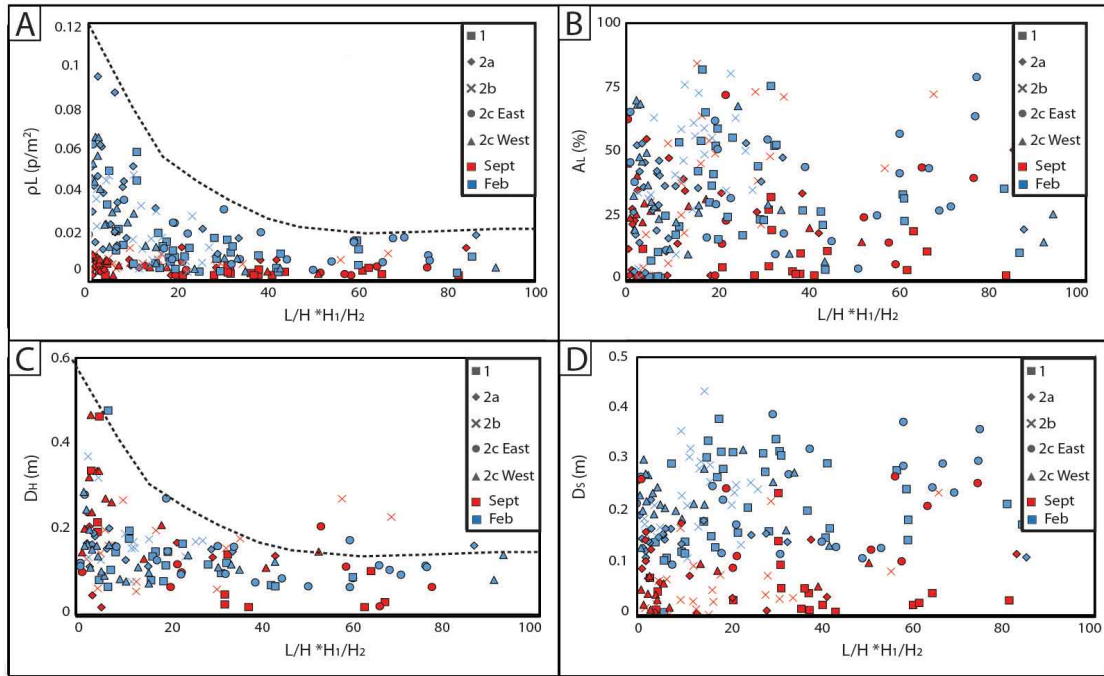 A
0.12
0.1
0.08
0.06
0.04
0.02
0
ρL (p/m²)
0 20 40 60 80 100
L/H *H₁/H₂
1
2a
2b
2c East
2c West
Sept
Feb
B
100
75
50
25
0
AL (%)
0 20 40 60 80 100
L/H *H₁/H₂
1
2a
2b
2c East
2c West
Sept
Feb
C
0.6
0.4
0.2
0
DH (m)
0 20 40 60 80 100
L/H *H₁/H₂
1
2a
2b
2c East
2c West
Sept
Feb
D
0.5
0.4
0.3
0.2
0.1
0
DS (m)
0 20 40 60 80 100
L/H *H₁/H₂
1
2a
2b
2c East
2c West
Sept
Feb